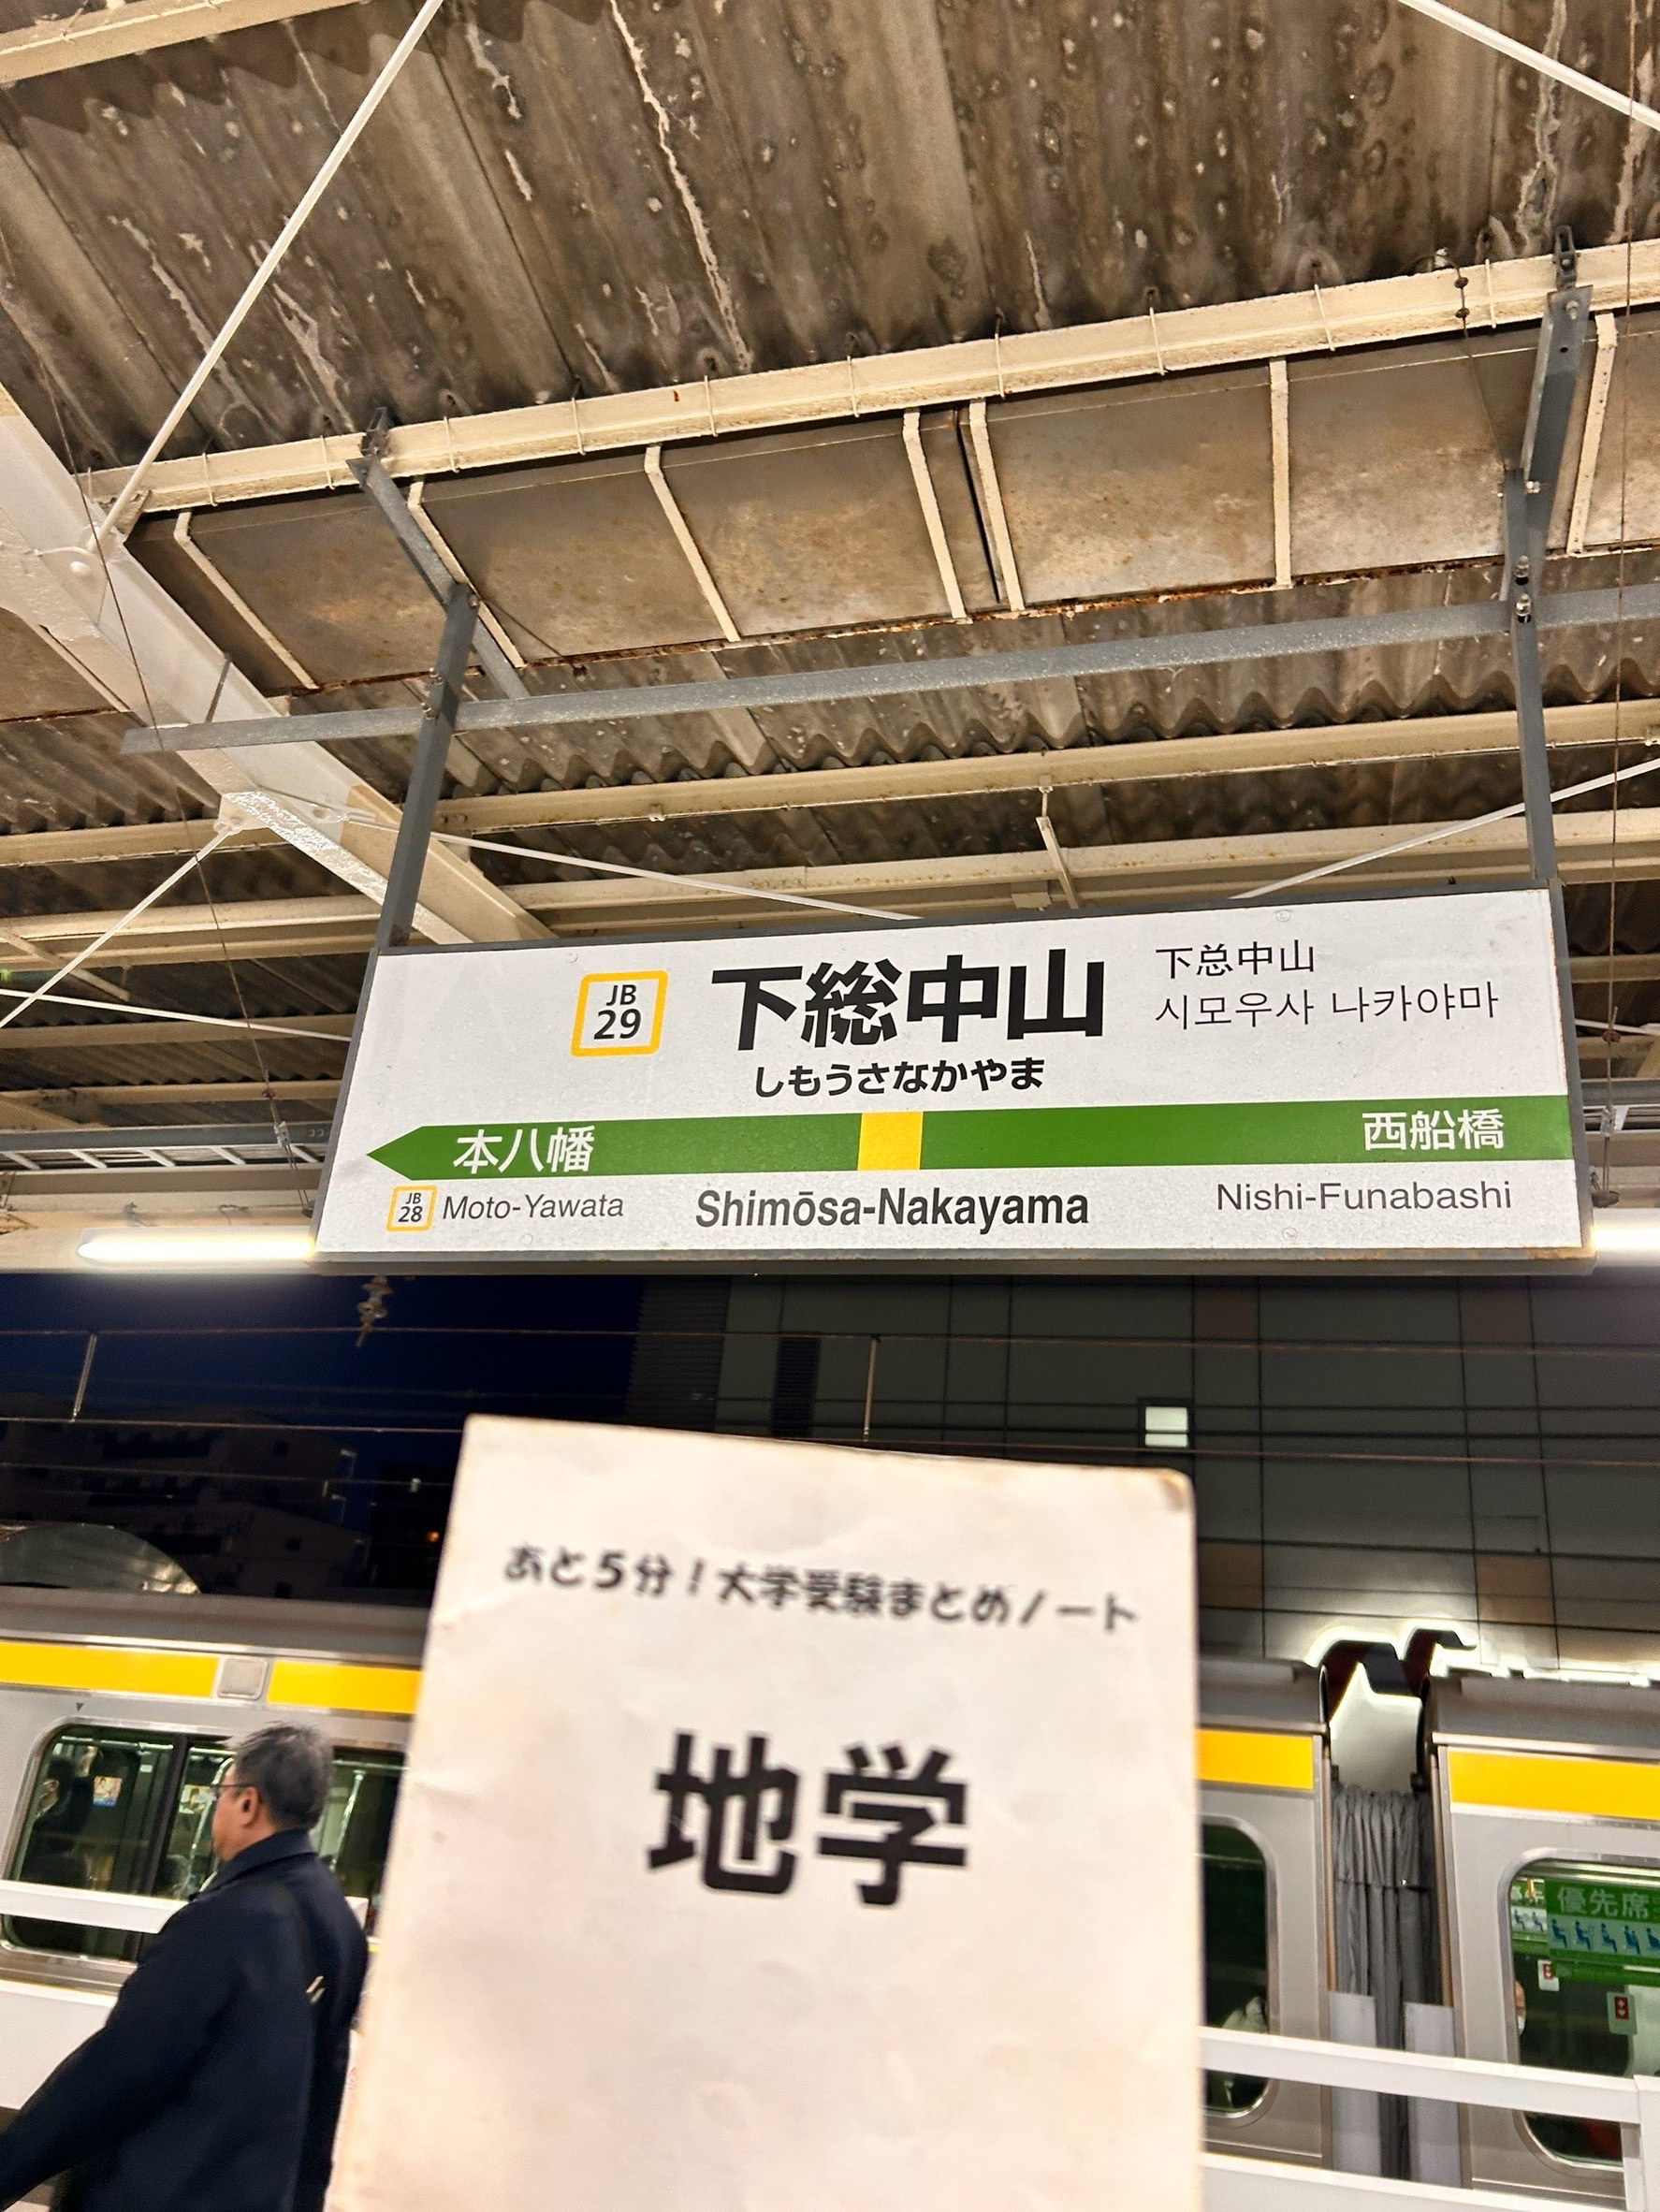 JB
29
下総中山
下总中山
시모우사 나카야마
しもうさなかやま
本八幡
西船橋
JB
28
Moto-Yawata
Shimōsa-Nakayama
Nishi-Funabashi
あと5分!大学受験まとめノート
地学
優先席